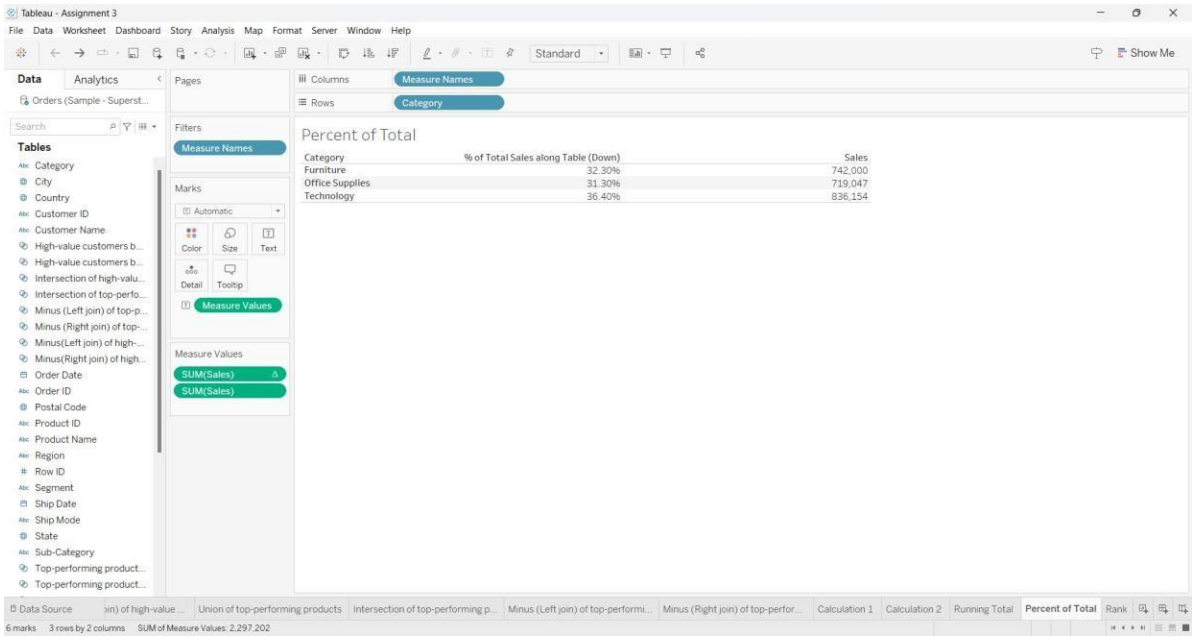 Tableau - Assignment 3
File Data Worksheet Dashboard Story Analysis Map Format Server Window Help
Standard
Show Me
Data Analytics
Pages
Columns Measure Names
Orders (Sample - Superst...
Rows Category
Search
Filters
Measure Names
Percent of Total
Tables
Category % of Total Sales along Table (Down) Sales
Furniture 32.30% 742,000
Office Supplies 31.30% 719,047
Technology 36.40% 836,154
Abc Category
City
Country
Abc Customer ID
Abc Customer Name
High-value customers b...
High-value customers b...
Intersection of high-valu...
Intersection of top-perfo...
Minus (Left join) of top-p...
Minus (Right join) of top-...
Minus(Left join) of high-...
Minus(Right join) of high...
Order Date
Abc Order ID
Postal Code
Abc Product ID
Abc Product Name
Abc Region
# Row ID
Abc Segment
Ship Date
Abc Ship Mode
State
Abc Sub-Category
Top-performing product...
Top-performing product...
Marks
Automatic
Color Size Text
Detail Tooltip
Measure Values
Measure Values
SUM(Sales) Δ
SUM(Sales)
Data Source oin) of high-value ... Union of top-performing products Intersection of top-performing p... Minus (Left join) of top-performi... Minus (Right join) of top-perfor... Calculation 1 Calculation 2 Running Total Percent of Total Rank
6 marks 3 rows by 2 columns SUM of Measure Values: 2,297,202